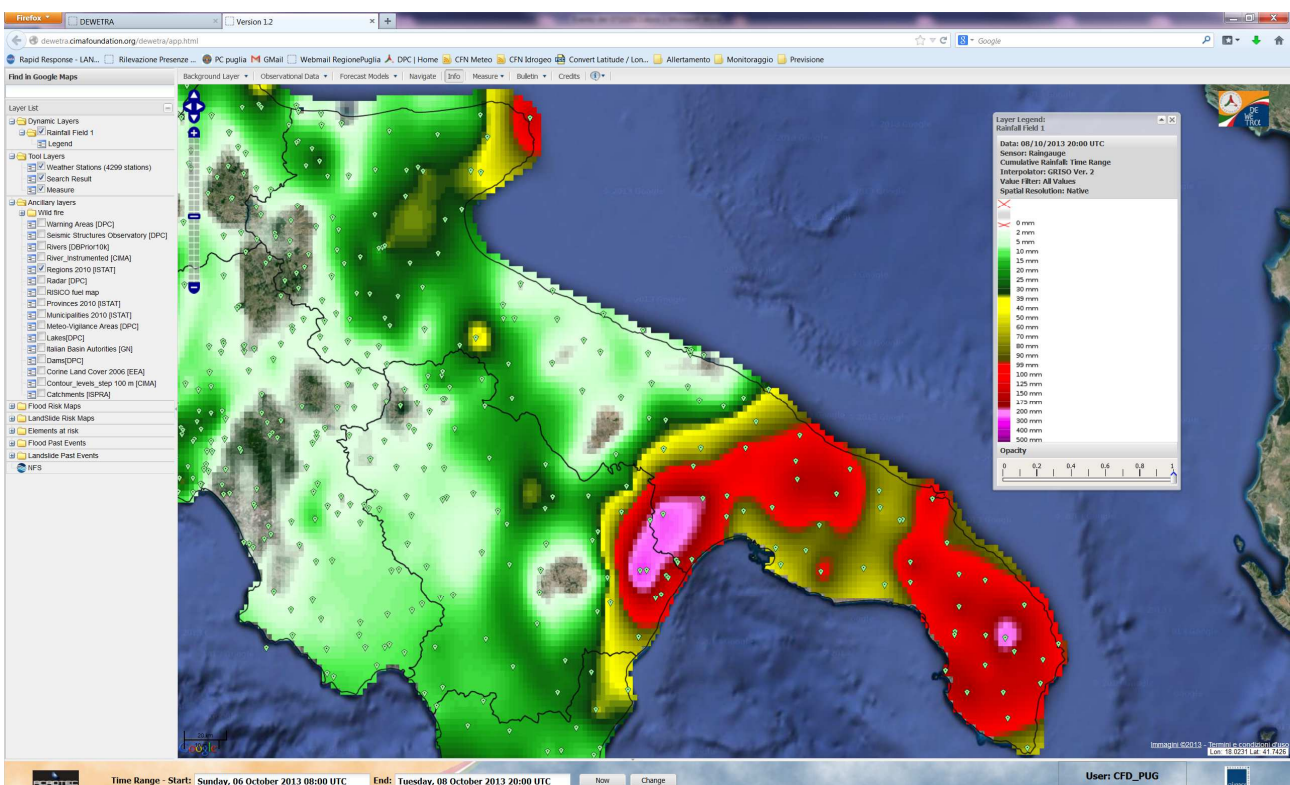 Firefox
DEWETRA
Version 1.2
dewetra.cimafoundation.org/dewetra/app.html
Google
Rapid Response - LAN...
Rilevazione Presenze ...
PC puglia
GMail
Webmail RegionePuglia
DPC | Home
CFN Meteo
CFN Idrogeo
Convert Latitude / Lon...
Allertamento
Monitoraggio
Previsione
Find in Google Maps
Background Layer
Observational Data
Forecast Models
Navigate
Info
Measure
Bulletin
Credits
Layer List
Dynamic Layers
Rainfall Field 1
Legend
Tool Layers
Weather Stations (4299 stations)
Search Result
Measure
Ancillary layers
Wild fire
Warning Areas [DPC]
Seismic Structures Observatory [DPC]
Rivers [DBPrior10k]
River_Instrumented [CIMA]
Regions 2010 [ISTAT]
Radar [DPC]
RISICO fuel map
Provinces 2010 [ISTAT]
Municipalities 2010 [ISTAT]
Meteo-Vigilance Areas [DPC]
Lakes[DPC]
Italian Basin Autorities [GN]
Dams[DPC]
Corine Land Cover 2006 [EEA]
Contour_levels_step 100 m [CIMA]
Catchments [ISPRA]
Flood Risk Maps
LandSlide Risk Maps
Elements at risk
Flood Past Events
Landslide Past Events
NFS
Layer Legend:
Rainfall Field 1
Data: 08/10/2013 20:00 UTC
Sensor: Raingauge
Cumulative Rainfall: Time Range
Interpolator: GRISO Ver. 2
Value Filter: All Values
Spatial Resolution: Native
0 mm
2 mm
5 mm
10 mm
15 mm
20 mm
25 mm
30 mm
39 mm
40 mm
50 mm
60 mm
70 mm
80 mm
90 mm
99 mm
100 mm
125 mm
150 mm
175 mm
200 mm
300 mm
400 mm
500 mm
Opacity
0 0.2 0.4 0.6 0.8 1
DE
WE
TRA
Google
Immagini ©2013 - Termini e condizioni d'uso
Lon: 18.0231 Lat: 41.7426
Time Range - Start: Sunday, 06 October 2013 08:00 UTC End: Tuesday, 08 October 2013 20:00 UTC
Now
Change
User: CFD_PUG